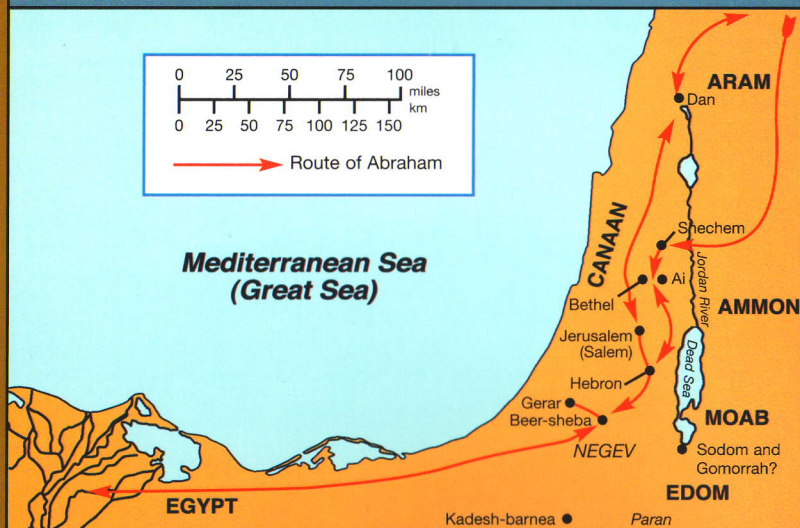 0 25 50 75 100
miles
km
0 25 50 75 100 125 150
Route of Abraham
Mediterranean Sea
(Great Sea)
ARAM
Dan
CANAAN
Shechem
Jordan River
Bethel
Ai
AMMON
Jerusalem
(Salem)
Dead Sea
Hebron
Gerar
Beer-sheba
MOAB
NEGEV
Sodom and
Gomorrah?
EGYPT
EDOM
Kadesh-barnea
Paran